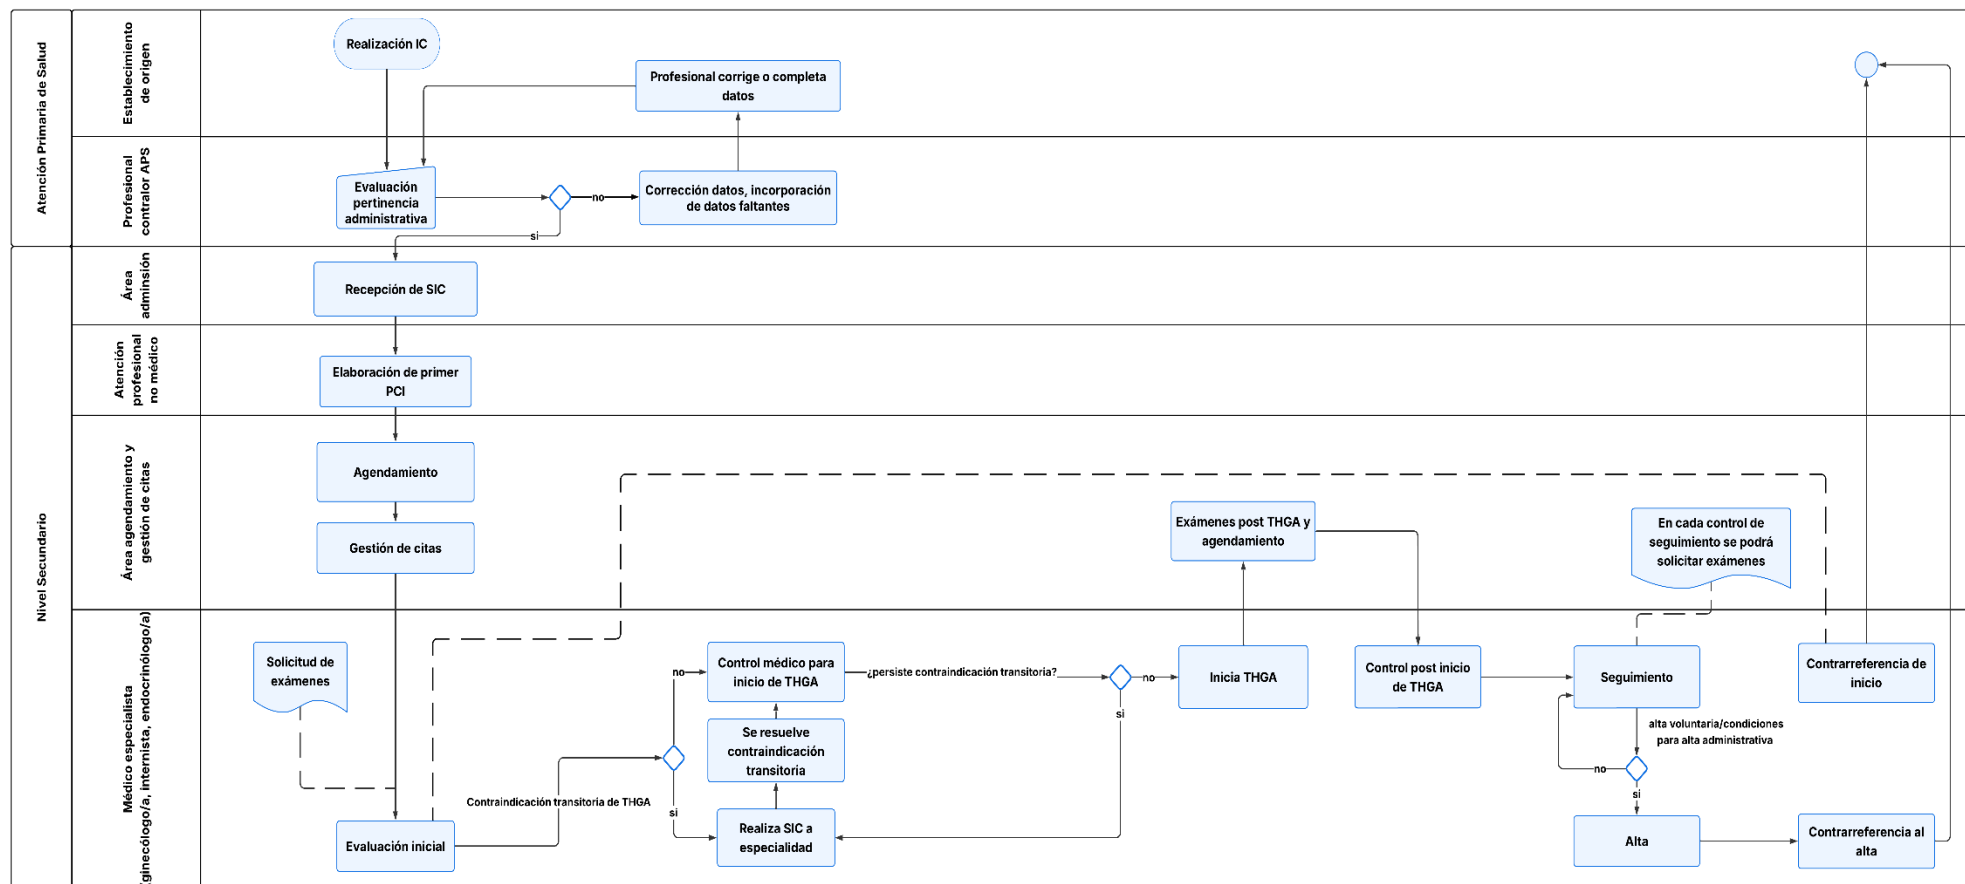 Atención Primaria de Salud
Establecimiento
de origen
Realización IC
Profesional corrige o completa
datos
Profesional
contralor APS
Evaluación
pertinencia
administrativa
no
Corrección datos, incorporación
de datos faltantes
si
Nivel Secundario
Área
adminsión
Recepción de SIC
Atención
profesional
no médico
Elaboración de primer
PCI
Área agendamiento y
gestión de citas
Agendamiento
Gestión de citas
Exámenes post THGA y
agendamiento
En cada control de
seguimiento se podrá
solicitar exámenes
Médico especialista
(ginecólogo/a, internista, endocrinólogo/a)
Solicitud de
exámenes
Evaluación inicial
Contraindicación transitoria de THGA
no
si
Control médico para
inicio de THGA
Se resuelve
contraindicación
transitoria
Realiza SIC a
especialidad
¿persiste contraindicación transitoria?
no
si
Inicia THGA
Control post inicio
de THGA
Seguimiento
alta voluntaria/condiciones
para alta administrativa
no
si
Alta
Contrarreferencia de
inicio
Contrarreferencia al
alta